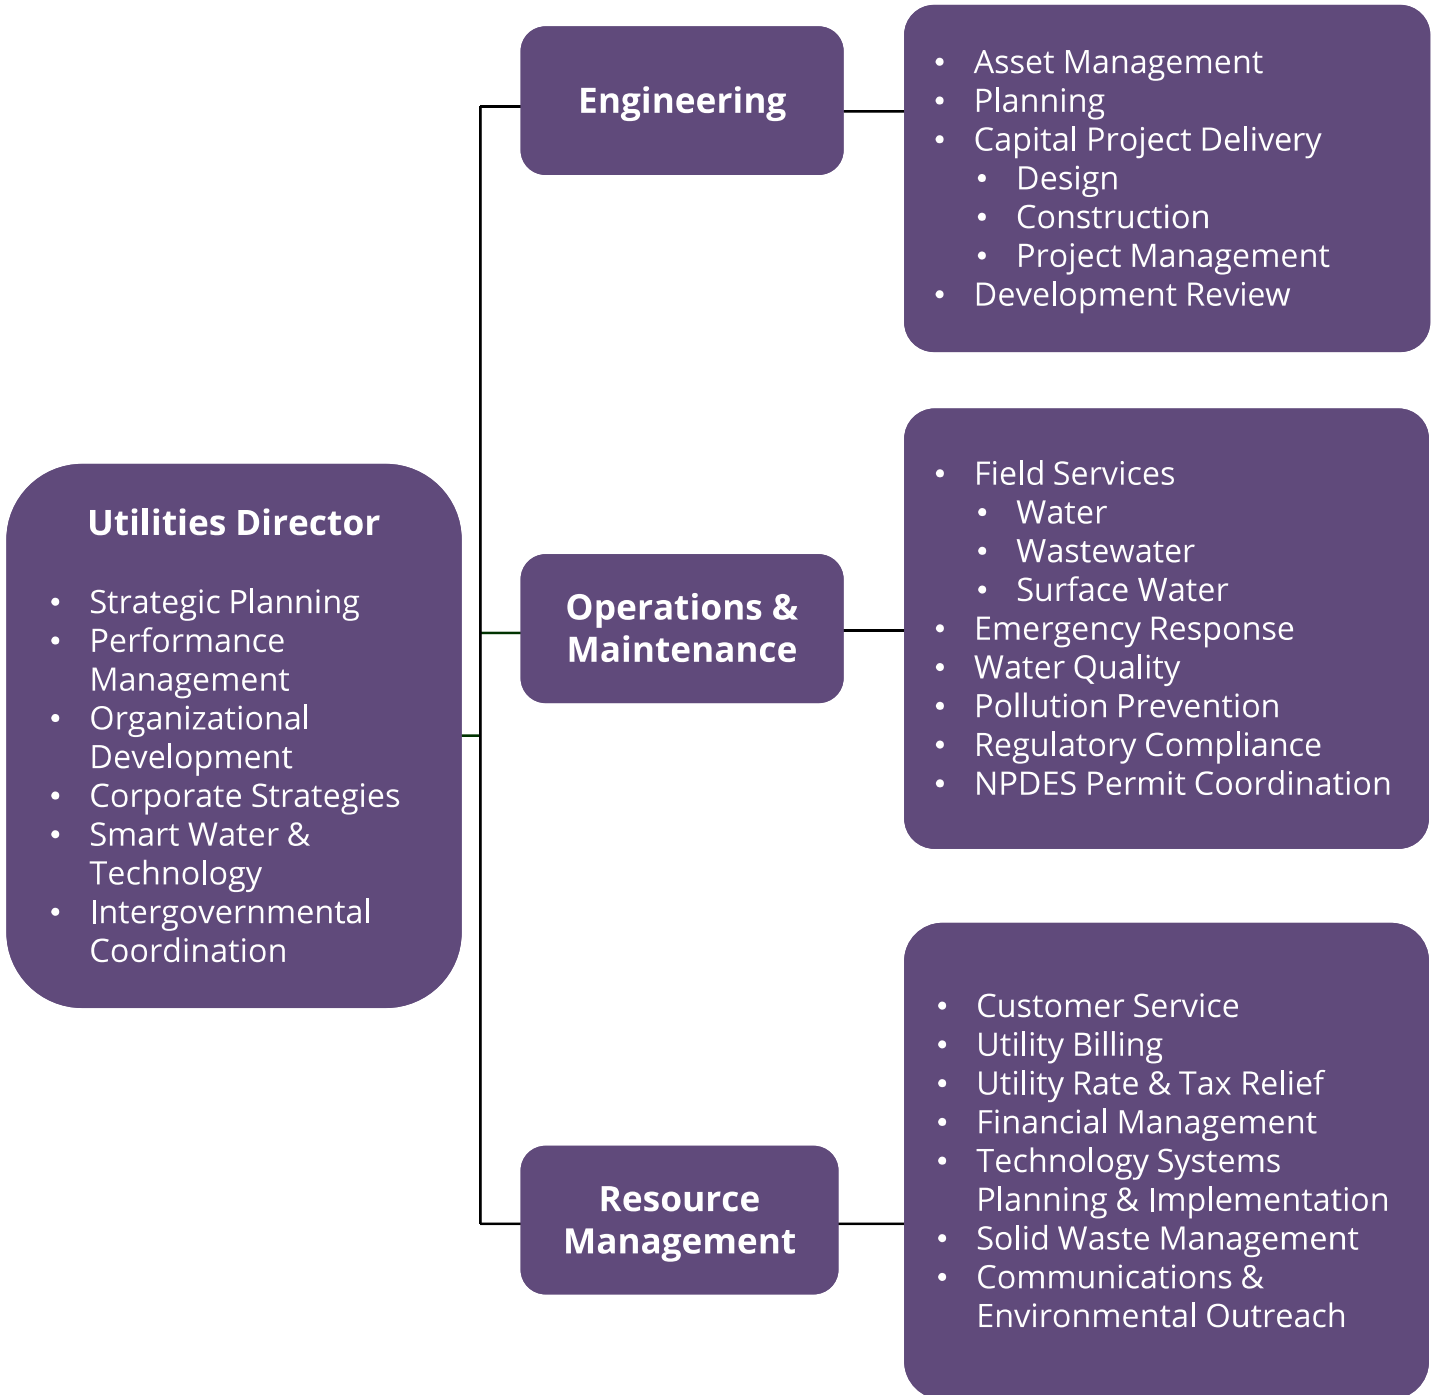 Utilities Director
• Strategic Planning
• Performance
Management
• Organizational
Development
• Corporate Strategies
• Smart Water &
Technology
• Intergovernmental
Coordination
Engineering
• Asset Management
• Planning
• Capital Project Delivery
• Design
• Construction
• Project Management
• Development Review
Operations &
Maintenance
• Field Services
• Water
• Wastewater
• Surface Water
• Emergency Response
• Water Quality
• Pollution Prevention
• Regulatory Compliance
• NPDES Permit Coordination
Resource
Management
• Customer Service
• Utility Billing
• Utility Rate & Tax Relief
• Financial Management
• Technology Systems
Planning & Implementation
• Solid Waste Management
• Communications &
Environmental Outreach